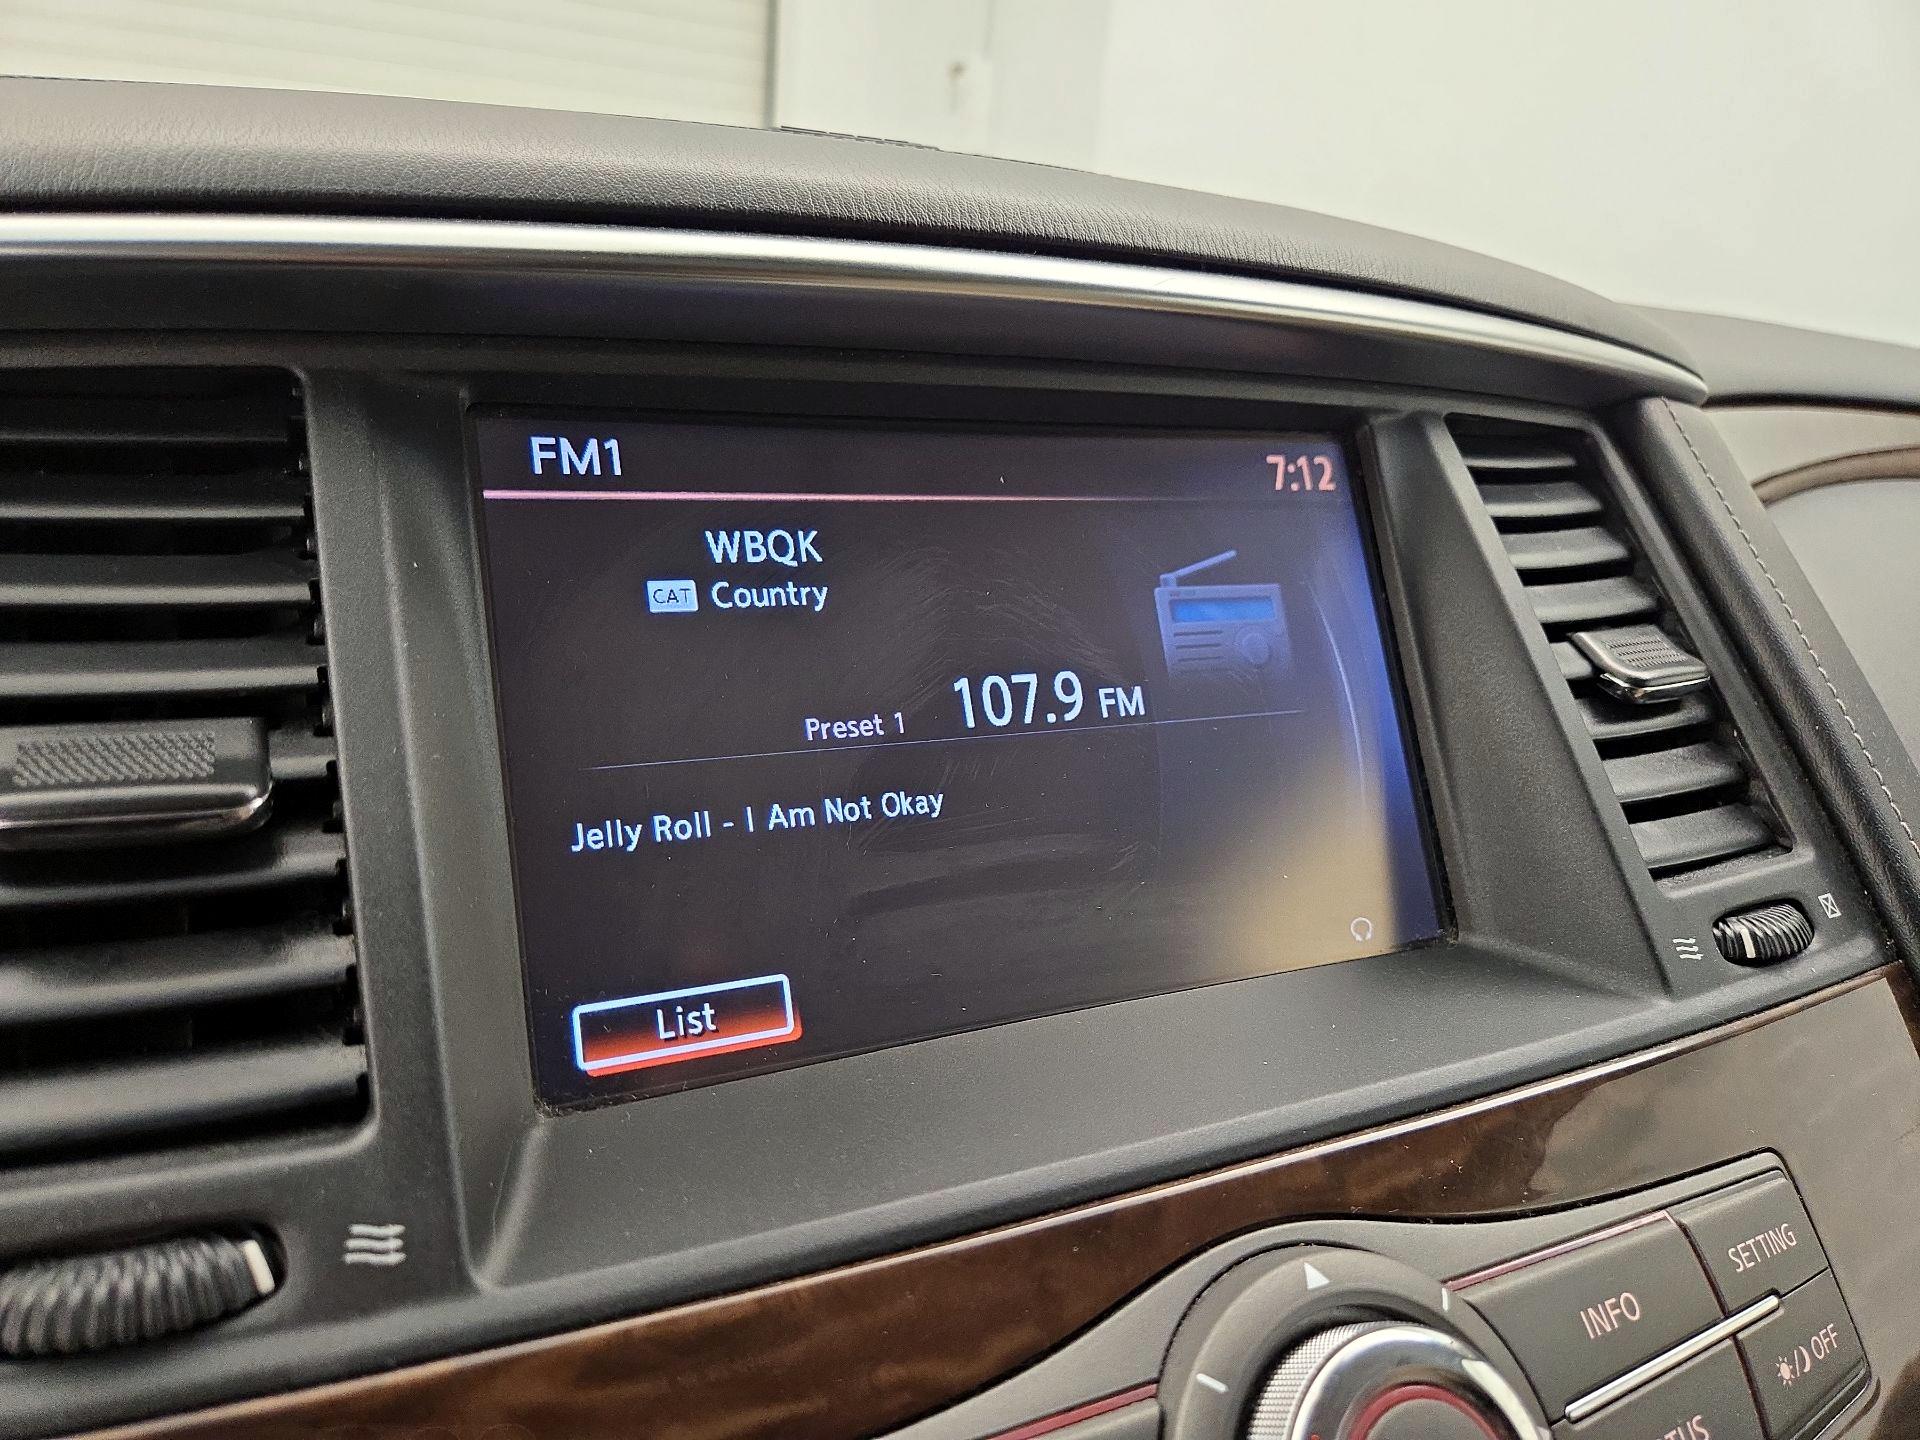 FM1
7:12
WBQK
CAT Country
Preset 1 107.9 FM
Jelly Roll - I Am Not Okay
List
SETTING
INFO
OFF